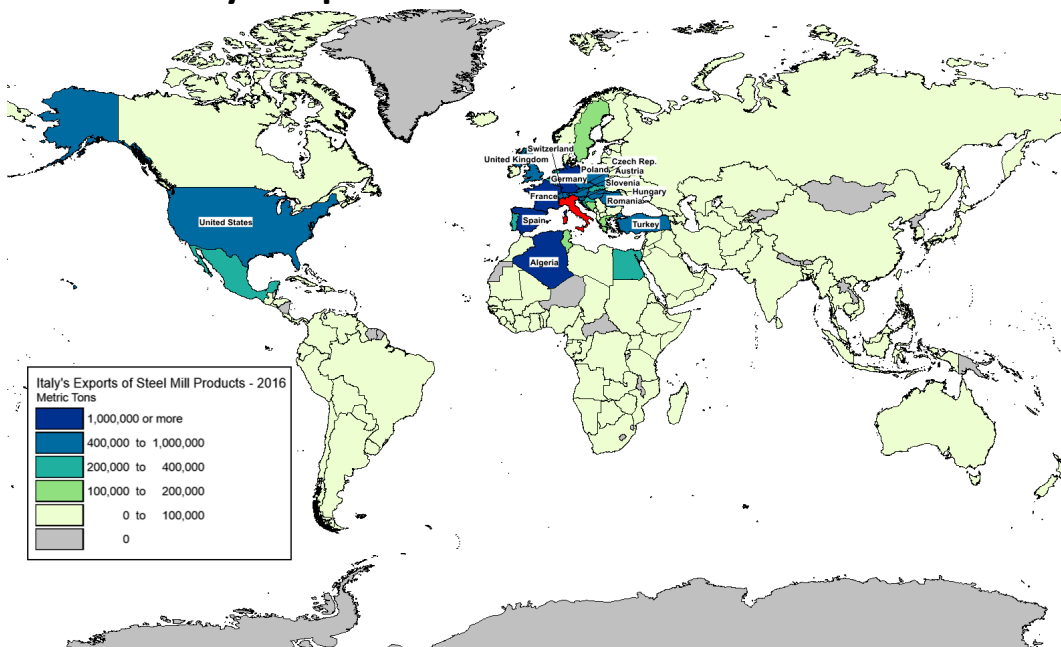 Switzerland
United Kingdom
Czech Rep.
Poland
Austria
Germany
Slovenia
Hungary
France
Romania
United States
Spain
Turkey
Algeria
Italy's Exports of Steel Mill Products - 2016
Metric Tons
1,000,000 or more
400,000 to 1,000,000
200,000 to 400,000
100,000 to 200,000
0 to 100,000
0